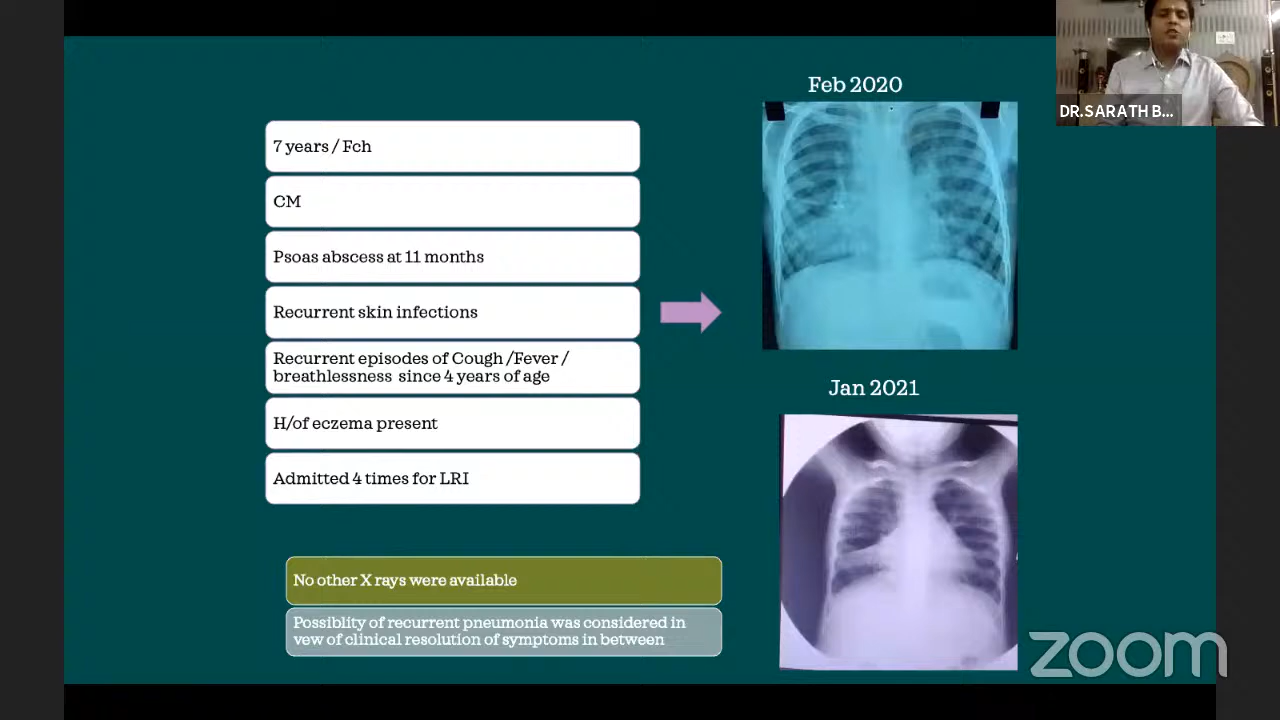 Feb 2020
DR.SARATH B...
7 years / Fch
CM
Psoas abscess at 11 months
Recurrent skin infections
Recurrent episodes of Cough /Fever /
breathlessness since 4 years of age
H/of eczema present
Admitted 4 times for LRI
Jan 2021
No other X rays were available
Possiblity of recurrent pneumonia was considered in
vew of clinical resolution of symptoms in between
zoom